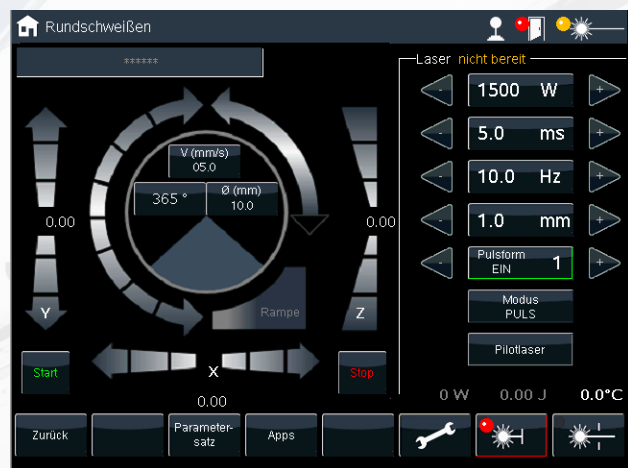 Rundschweißen
Laser nicht bereit
******
1500 W
V (mm/s)
05.0
5.0 ms
365 °
Ø (mm)
10.0
10.0 Hz
0.00
0.00
1.0 mm
Pulsform
EIN
1
Y
Rampe
Z
Modus
PULS
Pilotlaser
Start
X
Stop
0.00
0 W
0.00 J
0.0°C
Zurück
Parameter-
satz
Apps